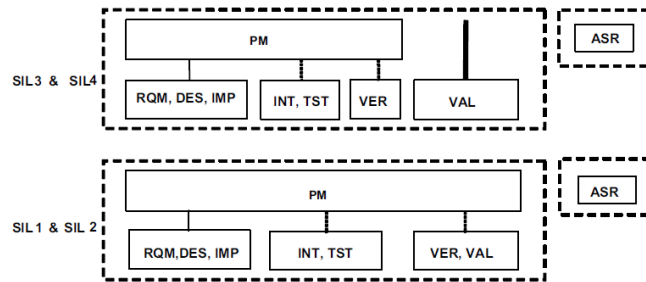 PM
ASR
SIL3 & SIL4
RQM, DES, IMP
INT, TST
VER
VAL
PM
ASR
SIL1 & SIL 2
RQM,DES, IMP
INT, TST
VER, VAL